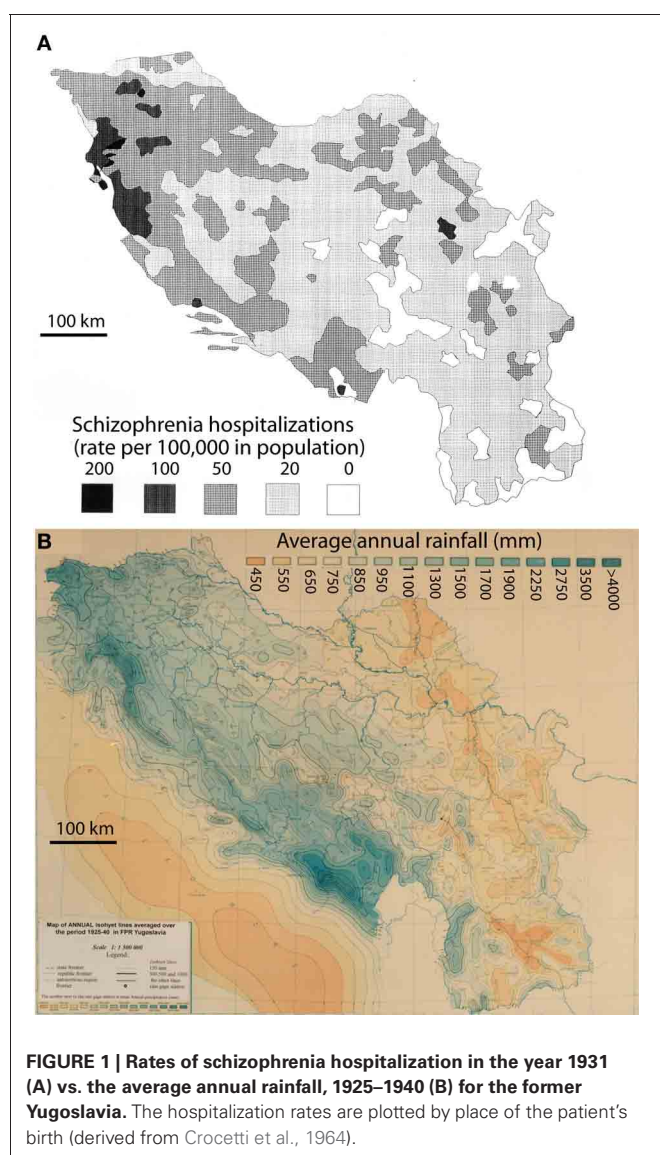 A
100 km
Schizophrenia hospitalizations
(rate per 100,000 in population)
200 100 50 20 0
B
Average annual rainfall (mm)
450 550 650 750 850 950 1100 1300 1500 1700 1900 2250 2750 3500 >4000
100 km
Map of ANNUAL isohyet lines averaged over
the period 1925-40 in FPR Yugoslavia
Scale 1: 1 500 000
Legend:
FIGURE 1 | Rates of schizophrenia hospitalization in the year 1931
(A) vs. the average annual rainfall, 1925–1940 (B) for the former
Yugoslavia. The hospitalization rates are plotted by place of the patient's
birth (derived from Crocetti et al., 1964).